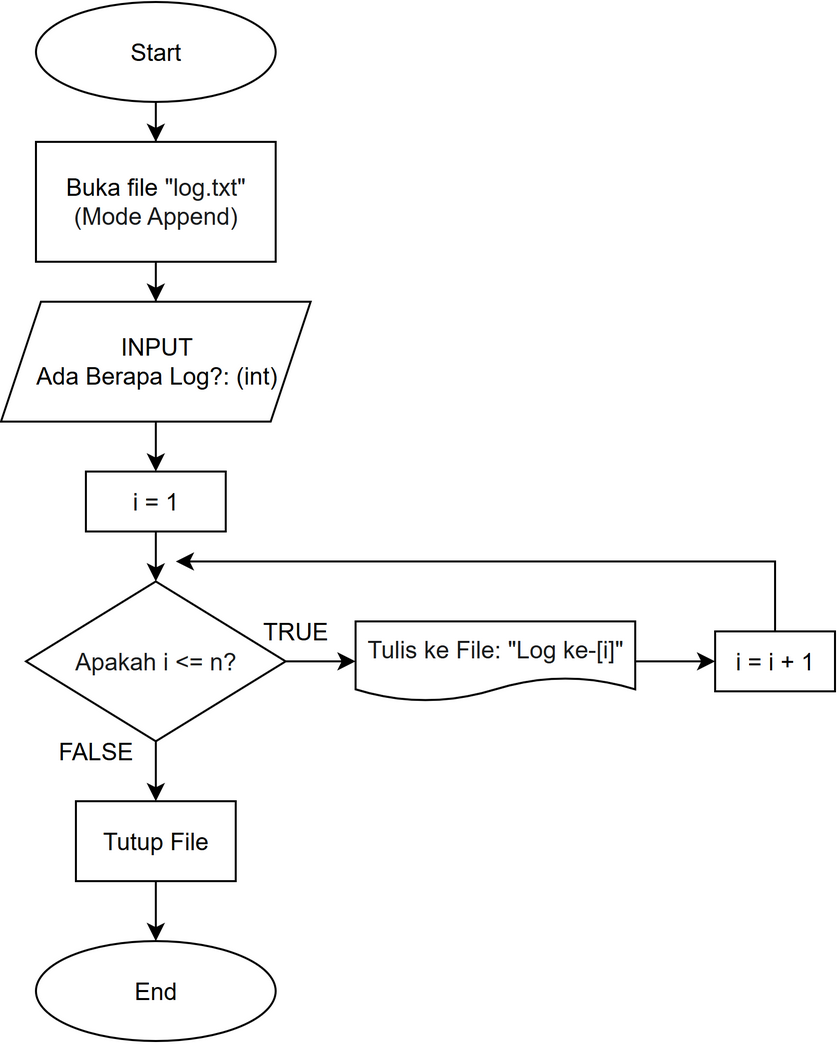 Start
Buka file "log.txt"
(Mode Append)
INPUT
Ada Berapa Log?: (int)
i = 1
Apakah i <= n?
TRUE
Tulis ke File: "Log ke-[i]"
i = i + 1
FALSE
Tutup File
End